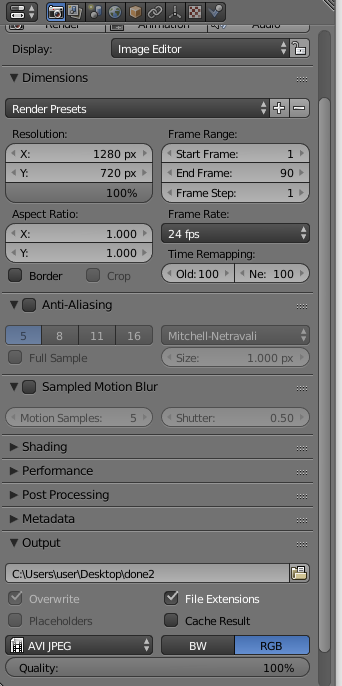 Render Animation Audio
Display: Image Editor
Dimensions
Render Presets
Resolution: Frame Range:
X: 1280 px Start Frame: 1
Y: 720 px End Frame: 90
100% Frame Step: 1
Aspect Ratio: Frame Rate:
X: 1.000 24 fps
Y: 1.000 Time Remapping:
Border Crop Old: 100 Ne: 100
Anti-Aliasing
5 8 11 16 Mitchell-Netravali
Full Sample Size: 1.000 px
Sampled Motion Blur
Motion Samples: 5 Shutter: 0.50
Shading
Performance
Post Processing
Metadata
Output
C:\Users\user\Desktop\done2
Overwrite File Extensions
Placeholders Cache Result
AVI JPEG BW RGB
Quality: 100%